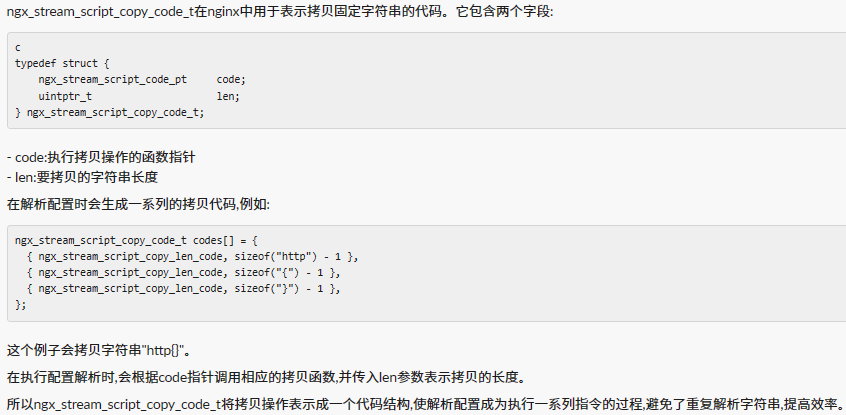 ngx_stream_script_copy_code_t在nginx中用于表示拷贝固定字符串的代码。它包含两个字段:
c
typedef struct {
    ngx_stream_script_code_pt     code;
    uintptr_t                     len;
} ngx_stream_script_copy_code_t;
- code:执行拷贝操作的函数指针
- len:要拷贝的字符串长度
在解析配置时会生成一系列的拷贝代码,例如:
ngx_stream_script_copy_code_t codes[] = {
  { ngx_stream_script_copy_len_code, sizeof("http") - 1 },
  { ngx_stream_script_copy_len_code, sizeof("{") - 1 },
  { ngx_stream_script_copy_len_code, sizeof("}") - 1 },
};
这个例子会拷贝字符串"http{}"。
在执行配置解析时,会根据code指针调用相应的拷贝函数,并传入len参数表示拷贝的长度。
所以ngx_stream_script_copy_code_t将拷贝操作表示成一个代码结构,使解析配置成为执行一系列指令的过程,避免了重复解析字符串,提高效率。